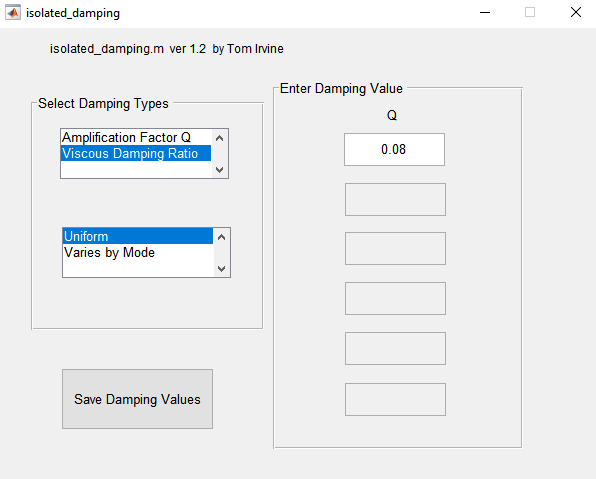 isolated_damping
isolated_damping.m ver 1.2 by Tom Irvine
Select Damping Types
Amplification Factor Q
Viscous Damping Ratio
Uniform
Varies by Mode
Save Damping Values
Enter Damping Value
Q
0.08